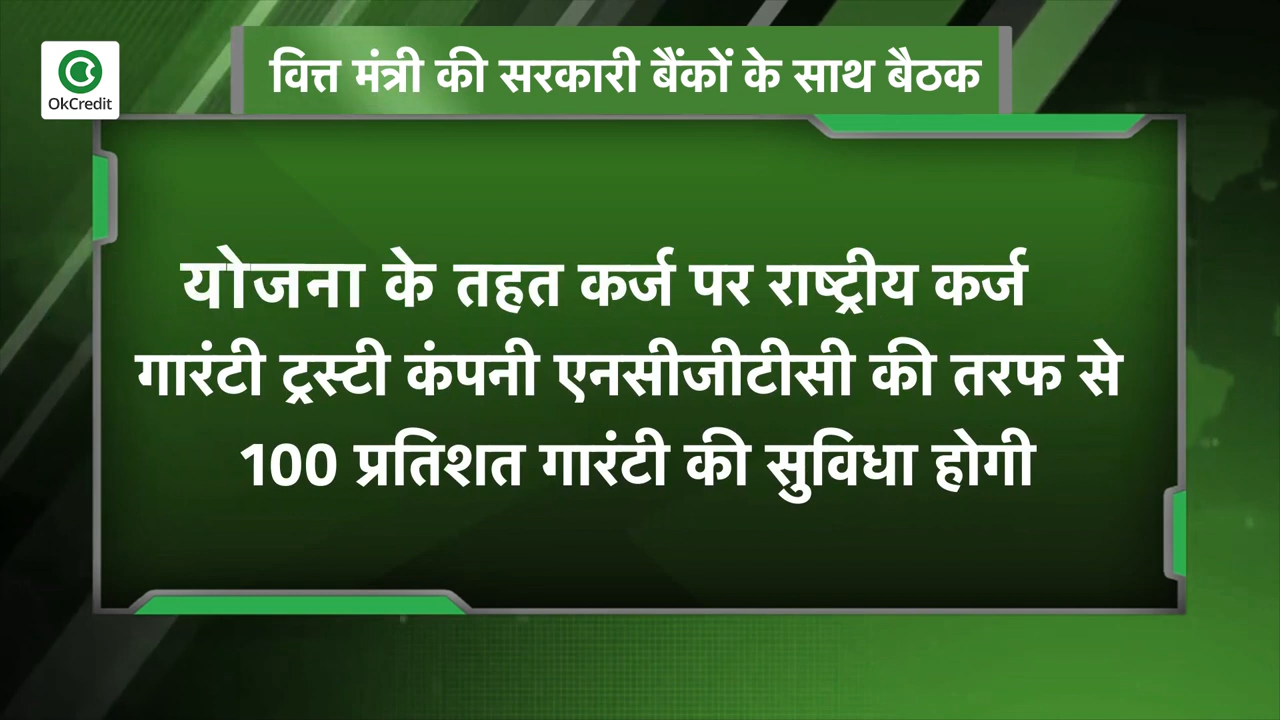 OkCredit
वित्त मंत्री की सरकारी बैंकों के साथ बैठक
योजना के तहत कर्ज पर राष्ट्रीय कर्ज
गारंटी ट्रस्टी कंपनी एनसीजीटीसी की तरफ से
100 प्रतिशत गारंटी की सुविधा होगी